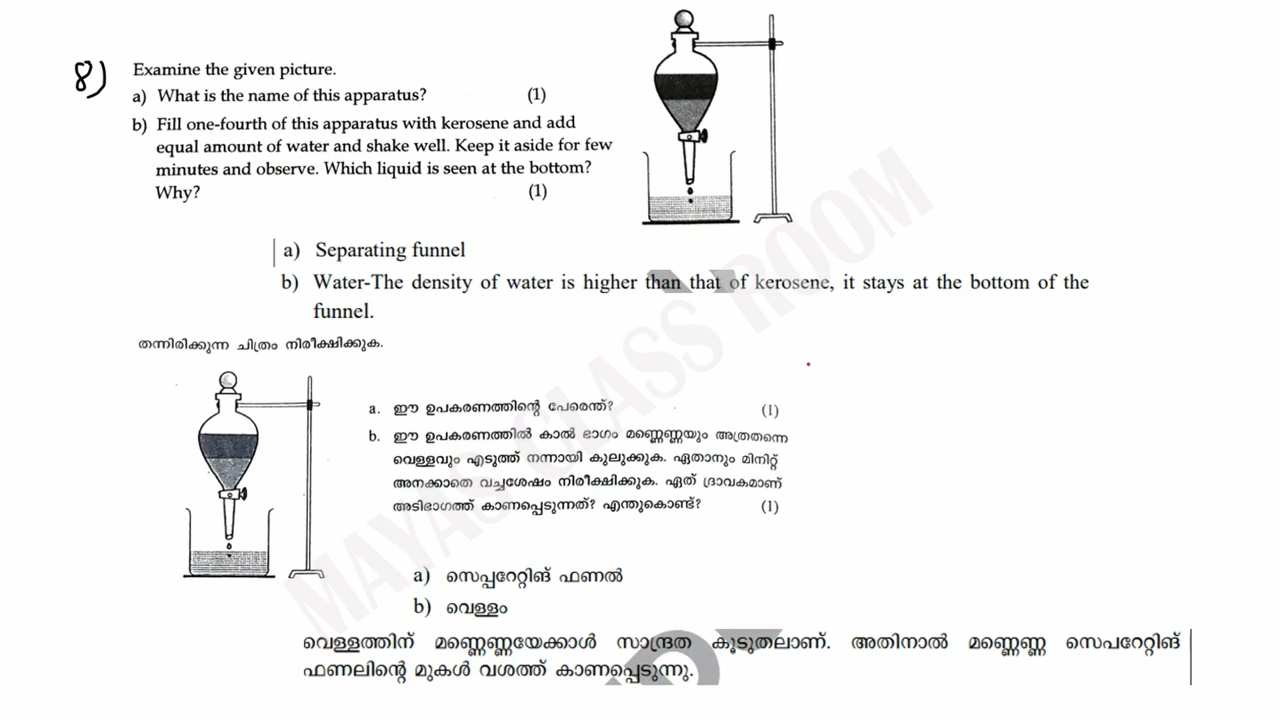 8)
Examine the given picture.
a) What is the name of this apparatus? (1)
b) Fill one-fourth of this apparatus with kerosene and add
equal amount of water and shake well. Keep it aside for few
minutes and observe. Which liquid is seen at the bottom?
Why? (1)
a) Separating funnel
b) Water-The density of water is higher than that of kerosene, it stays at the bottom of the
funnel.
തന്നിരിക്കുന്ന ചിത്രം നിരീക്ഷിക്കുക.
a. ഈ ഉപകരണത്തിന്റെ പേരെന്ത്? (1)
b. ഈ ഉപകരണത്തിൽ കാൽ ഭാഗം മണ്ണെണ്ണയും അത്രതന്നെ
വെള്ളവും എടുത്ത് നന്നായി കുലുക്കുക. ഏതാനും മിനിറ്റ്
അനക്കാതെ വച്ചശേഷം നിരീക്ഷിക്കുക. ഏത് ദ്രാവകമാണ്
അടിഭാഗത്ത് കാണപ്പെടുന്നത്? എന്തുകൊണ്ട്? (1)
a) സെപ്പറേറ്റിങ് ഫണൽ
b) വെള്ളം
വെള്ളത്തിന് മണ്ണെണ്ണയേക്കാൾ സാന്ദ്രത കൂടുതലാണ്. അതിനാൽ മണ്ണെണ്ണ സെപറേറ്റിങ്
ഫണലിന്റെ മുകൾ വശത്ത് കാണപ്പെടുന്നു.
MAYAS CLASS ROOM